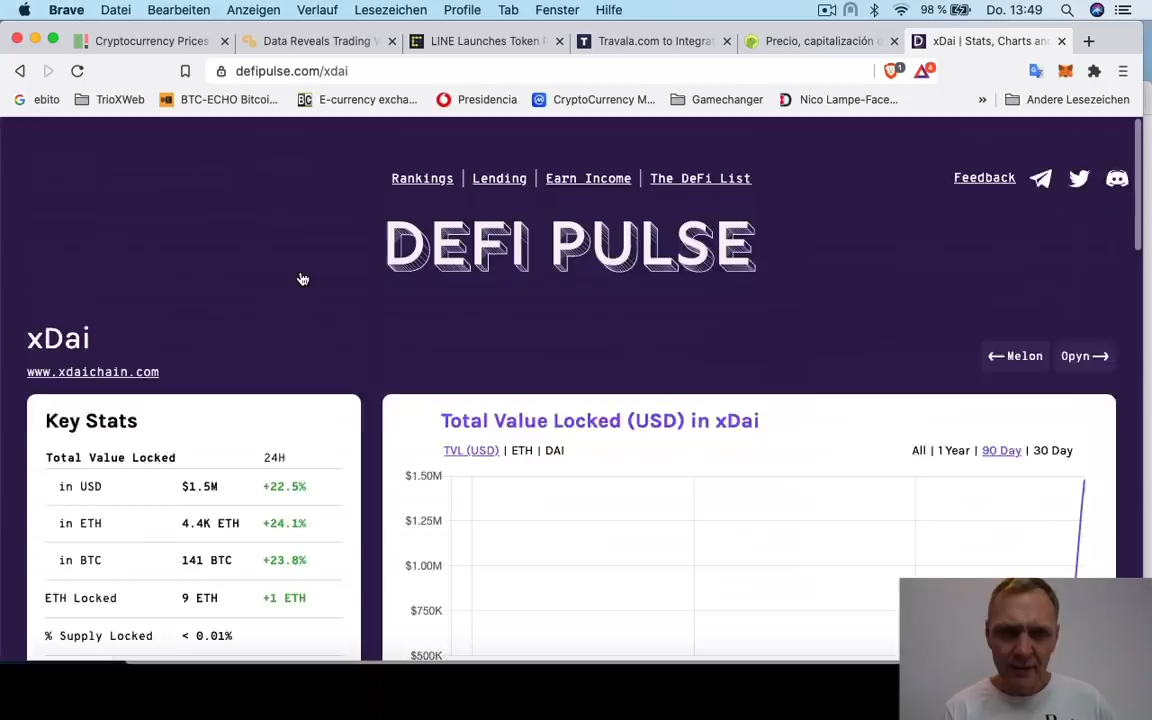 Brave Datei Bearbeiten Anzeigen Verlauf Lesezeichen Profile Tab Fenster Hilfe 98 % Do. 13:49
Cryptocurrency Prices Data Reveals Trading LINE Launches Token Travala.com to Integrat Precio, capitalización xDai | Stats, Charts an
defipulse.com/xdai 1 4
ebito TrioXWeb BTC-ECHO Bitcoi... E-currency excha... Presidencia CryptoCurrency M... Gamechanger Nico Lampe-Face... » Andere Lesezeichen
Rankings | Lending | Earn Income | The DeFi List Feedback
DEFI PULSE
xDai
www.xdaichain.com
←Melon Opyn→
Key Stats
Total Value Locked 24H
in USD $1.5M +22.5%
in ETH 4.4K ETH +24.1%
in BTC 141 BTC +23.8%
ETH Locked 9 ETH +1 ETH
% Supply Locked < 0.01%
Total Value Locked (USD) in xDai
TVL (USD) | ETH | DAI All | 1 Year | 90 Day | 30 Day
$1.50M
$1.25M
$1.00M
$750K
$500K